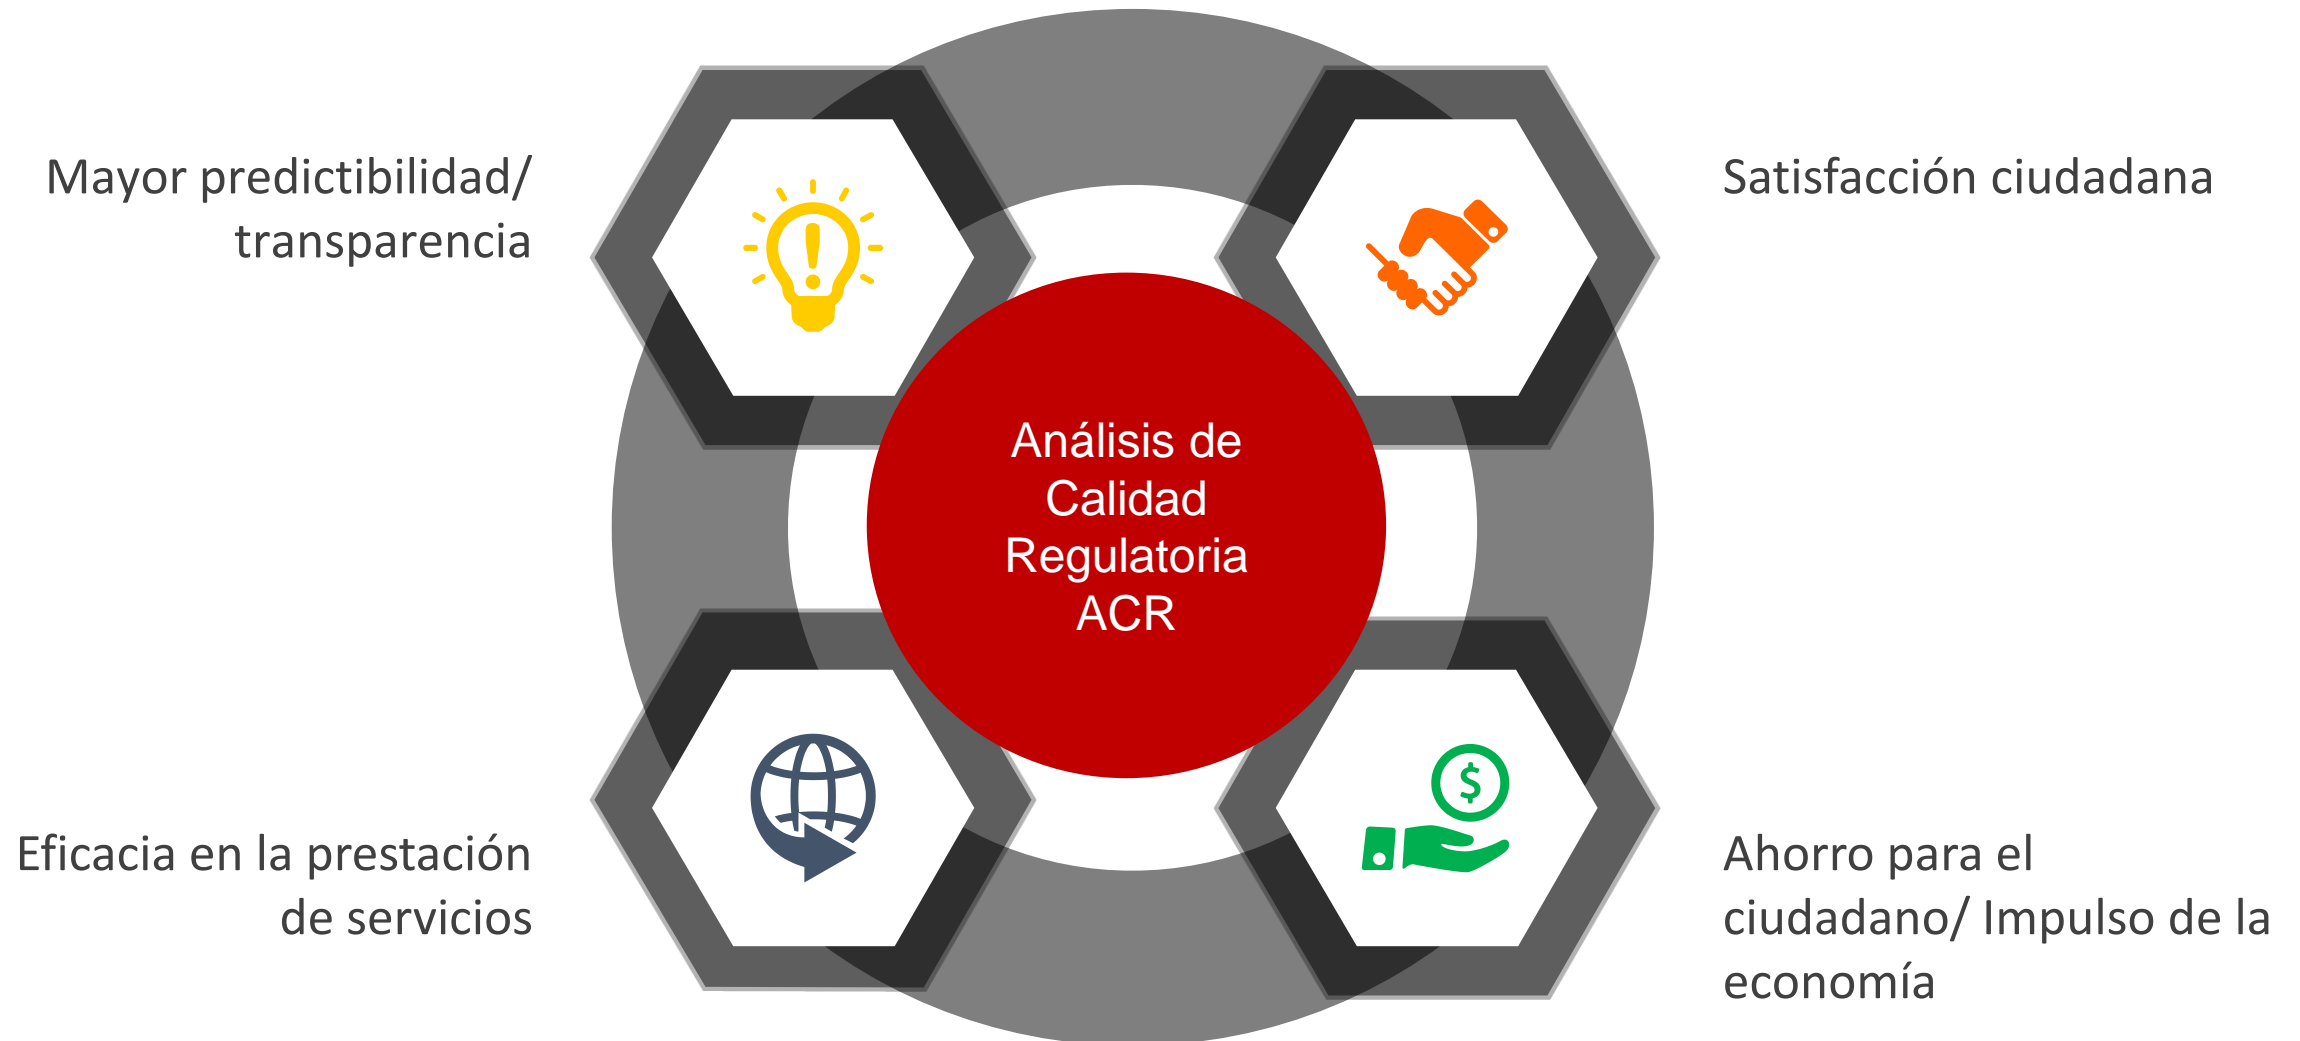 Mayor predictibilidad/
transparencia
Satisfacción ciudadana
Análisis de
Calidad
Regulatoria
ACR
Eficacia en la prestación
de servicios
$
Ahorro para el
ciudadano/ Impulso de la
economía